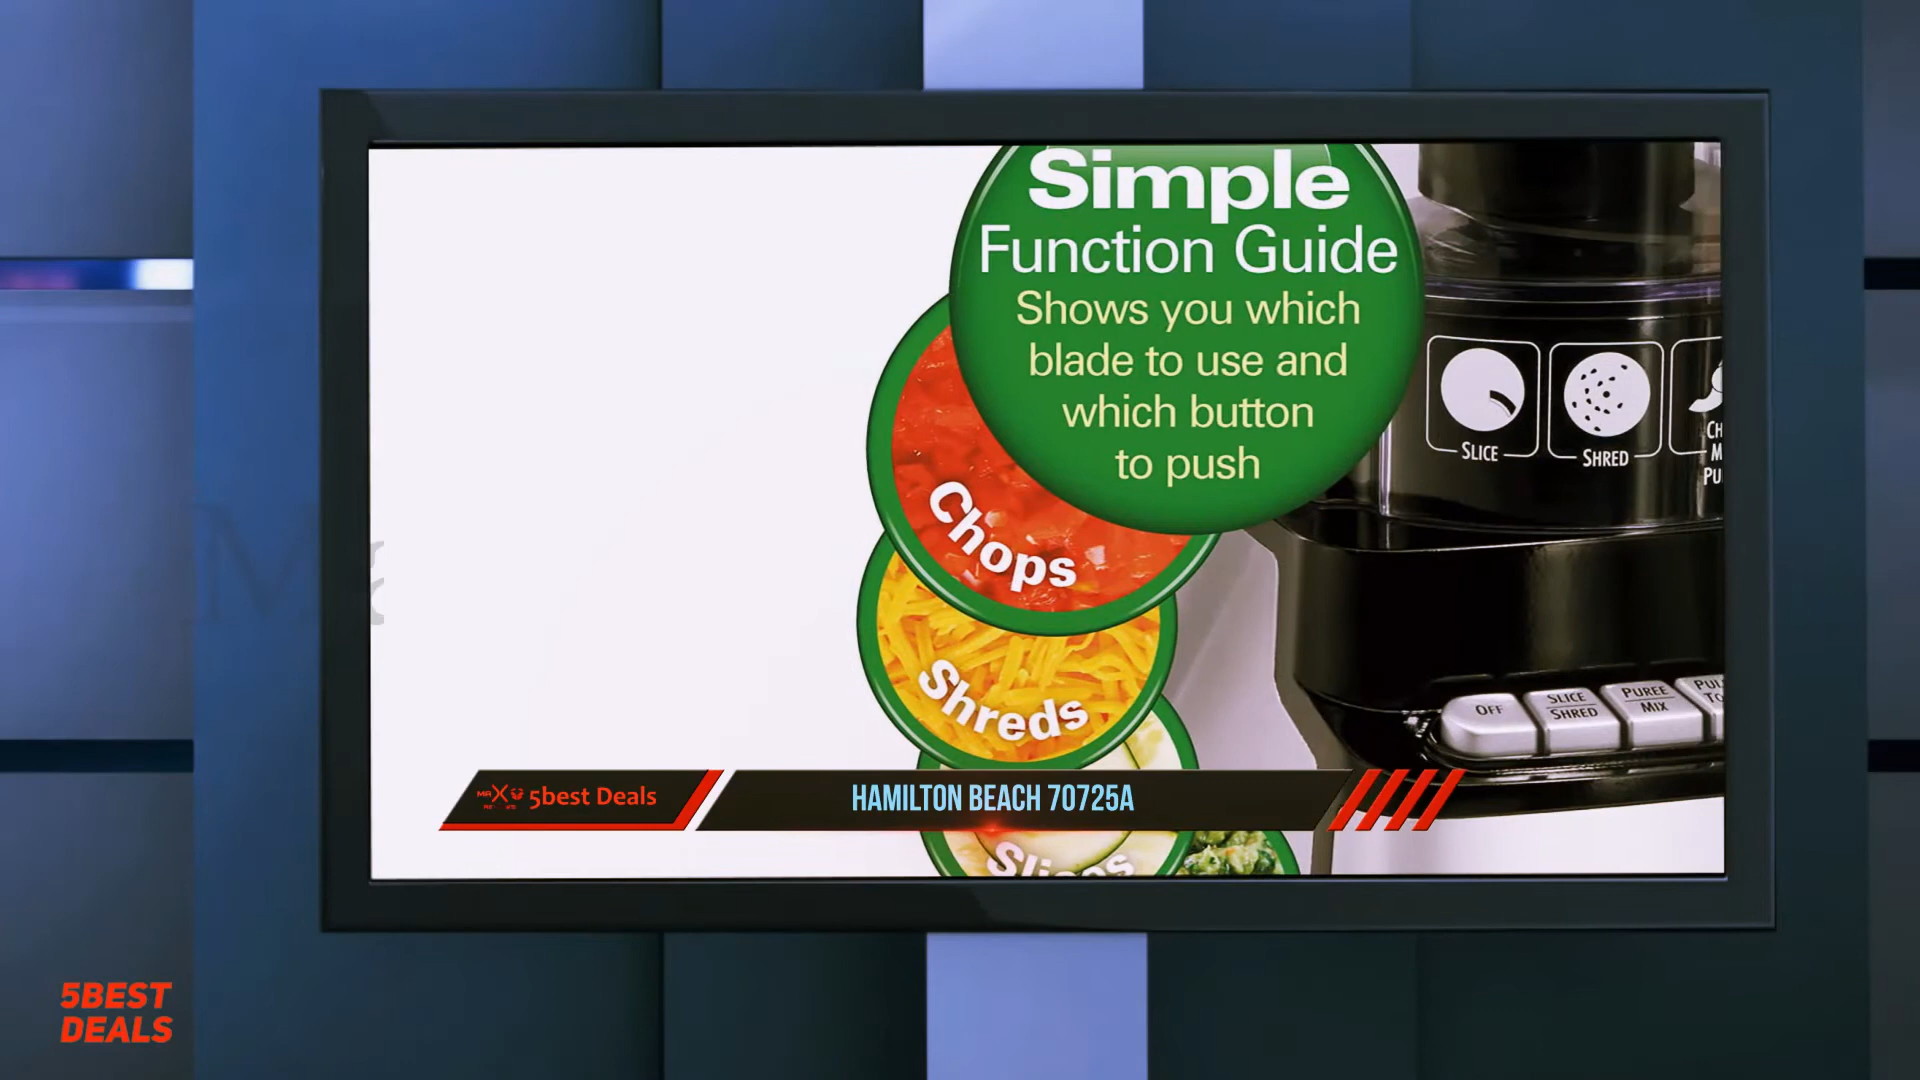 Simple
Function Guide
Shows you which
blade to use and
which button
to push
Chops
Shreds
Slices
SLICE
SHRED
OFF
SLICE
SHRED
PUREE
MIX
5best Deals
HAMILTON BEACH 70725A
5BEST
DEALS